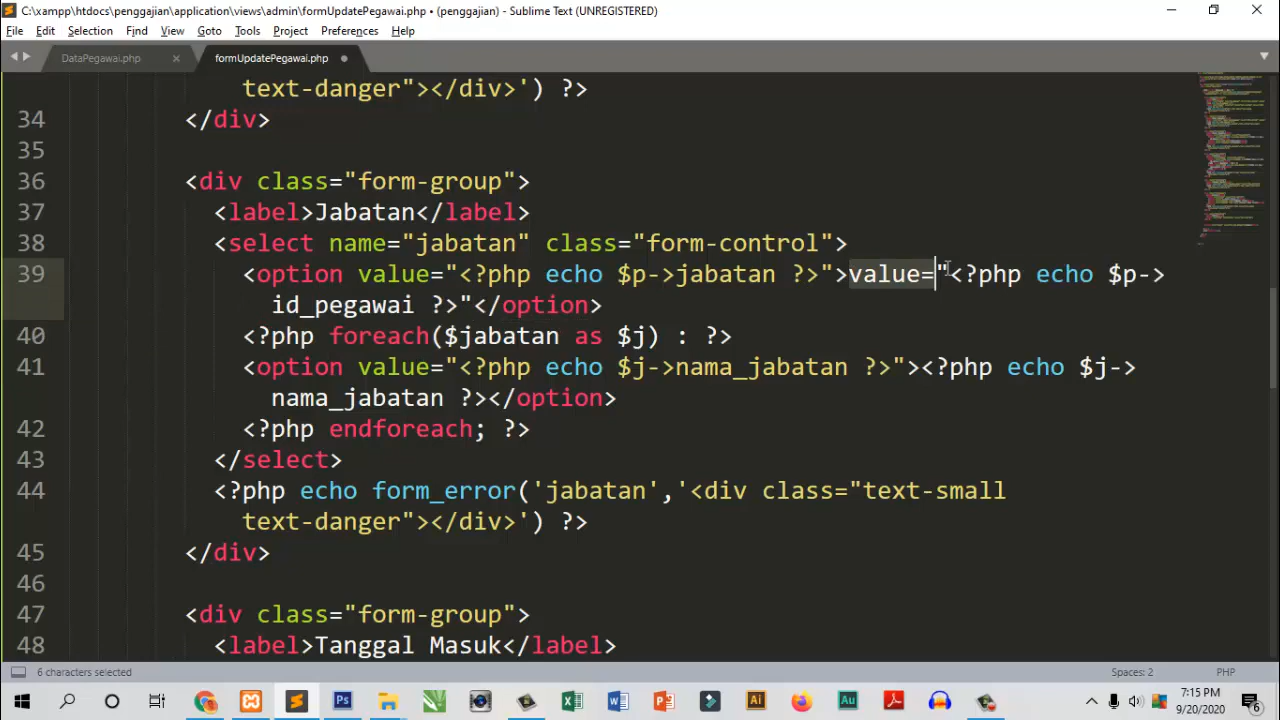 C:\xampp\htdocs\penggajian\application\views\admin\formUpdatePegawai.php • (penggajian) - Sublime Text (UNREGISTERED)
File Edit Selection Find View Goto Tools Project Preferences Help
DataPegawai.php formUpdatePegawai.php
text-danger"></div>') ?>
34 </div>
35
36 <div class="form-group">
37 <label>Jabatan</label>
38 <select name="jabatan" class="form-control">
39 <option value="<?php echo $p->jabatan ?>">value="<?php echo $p->
id_pegawai ?>"</option>
40 <?php foreach($jabatan as $j) : ?>
41 <option value="<?php echo $j->nama_jabatan ?>"><?php echo $j->
nama_jabatan ?></option>
42 <?php endforeach; ?>
43 </select>
44 <?php echo form_error('jabatan','<div class="text-small
text-danger"></div>') ?>
45 </div>
46
47 <div class="form-group">
48 <label>Tanggal Masuk</label>
6 characters selected Spaces: 2 PHP
7:15 PM
9/20/2020
6